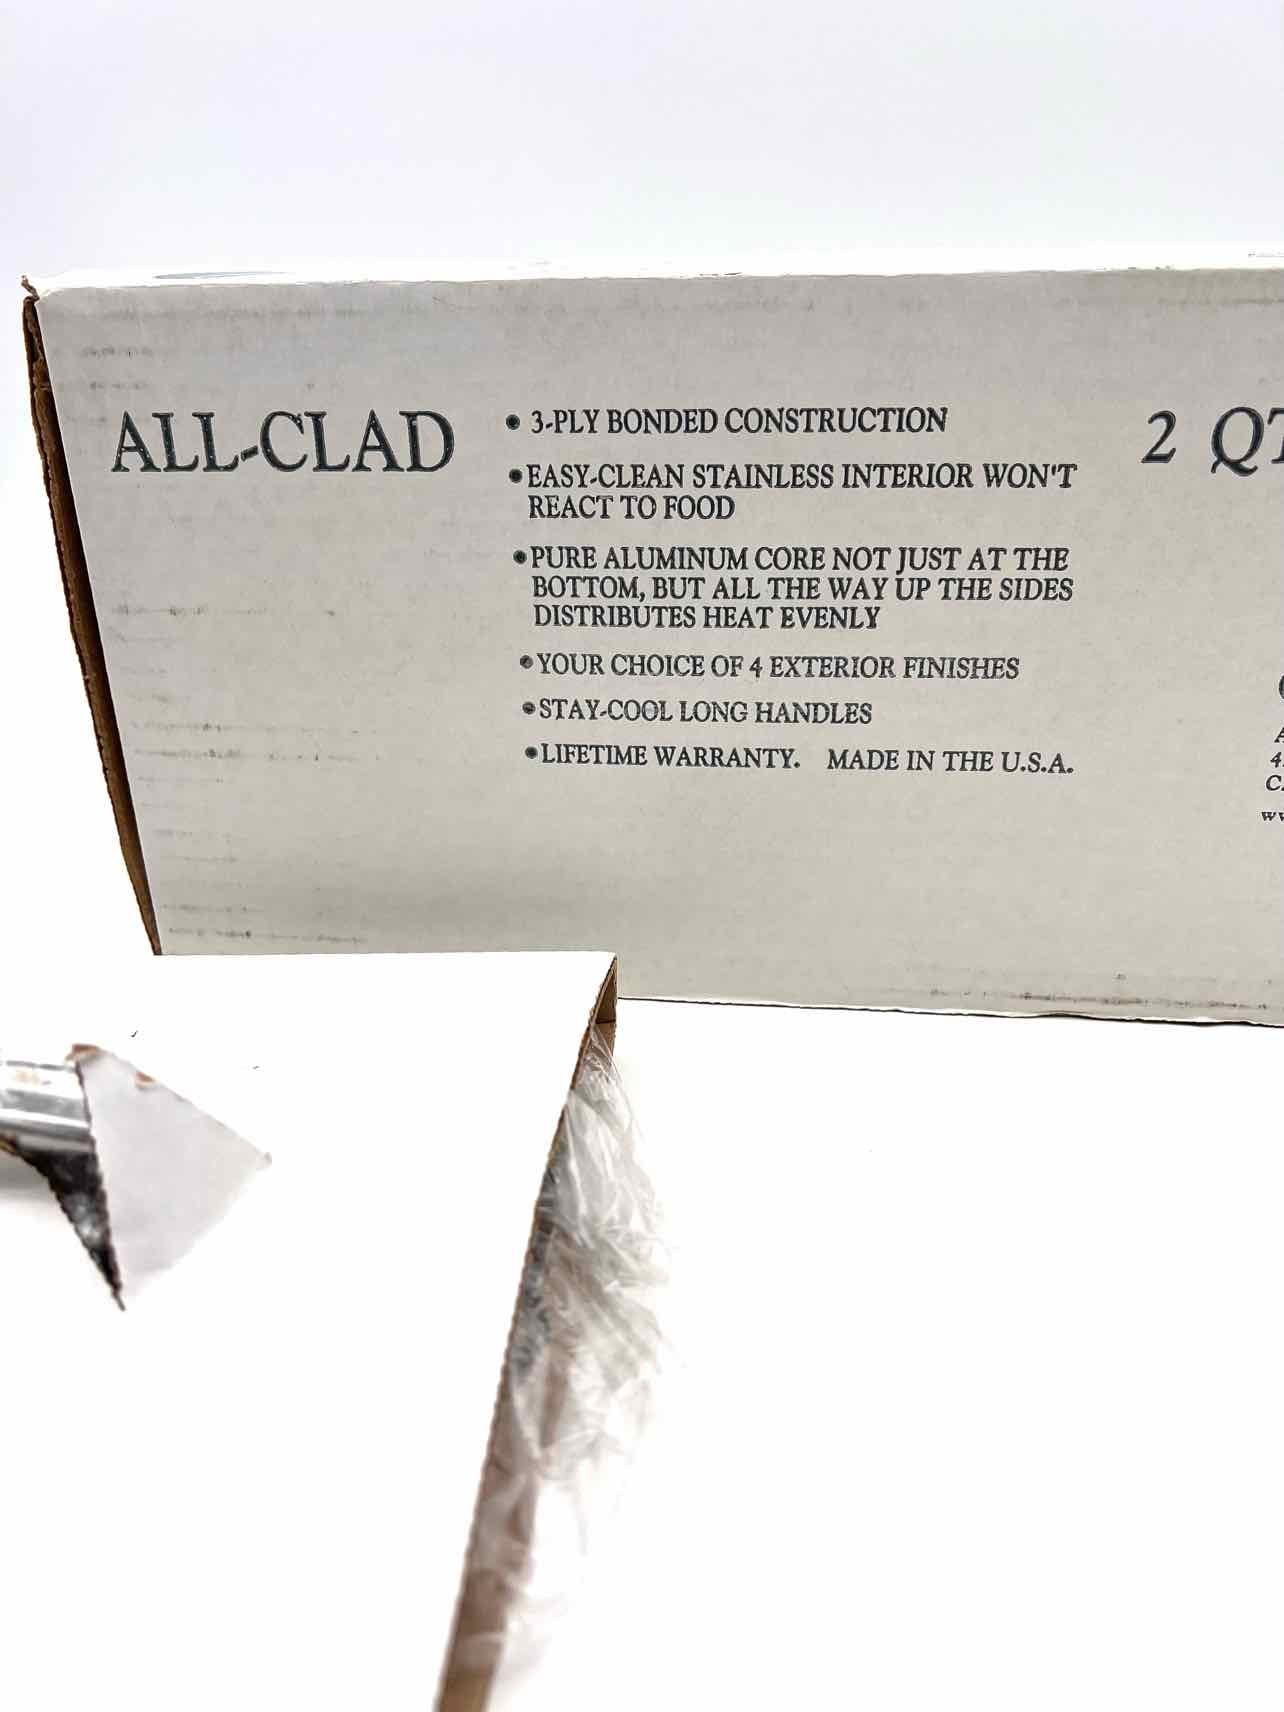 ALL-CLAD
• 3-PLY BONDED CONSTRUCTION
• EASY-CLEAN STAINLESS INTERIOR WON'T
REACT TO FOOD
• PURE ALUMINUM CORE NOT JUST AT THE
BOTTOM, BUT ALL THE WAY UP THE SIDES
DISTRIBUTES HEAT EVENLY
• YOUR CHOICE OF 4 EXTERIOR FINISHES
• STAY-COOL LONG HANDLES
• LIFETIME WARRANTY. MADE IN THE U.S.A.
2 QT